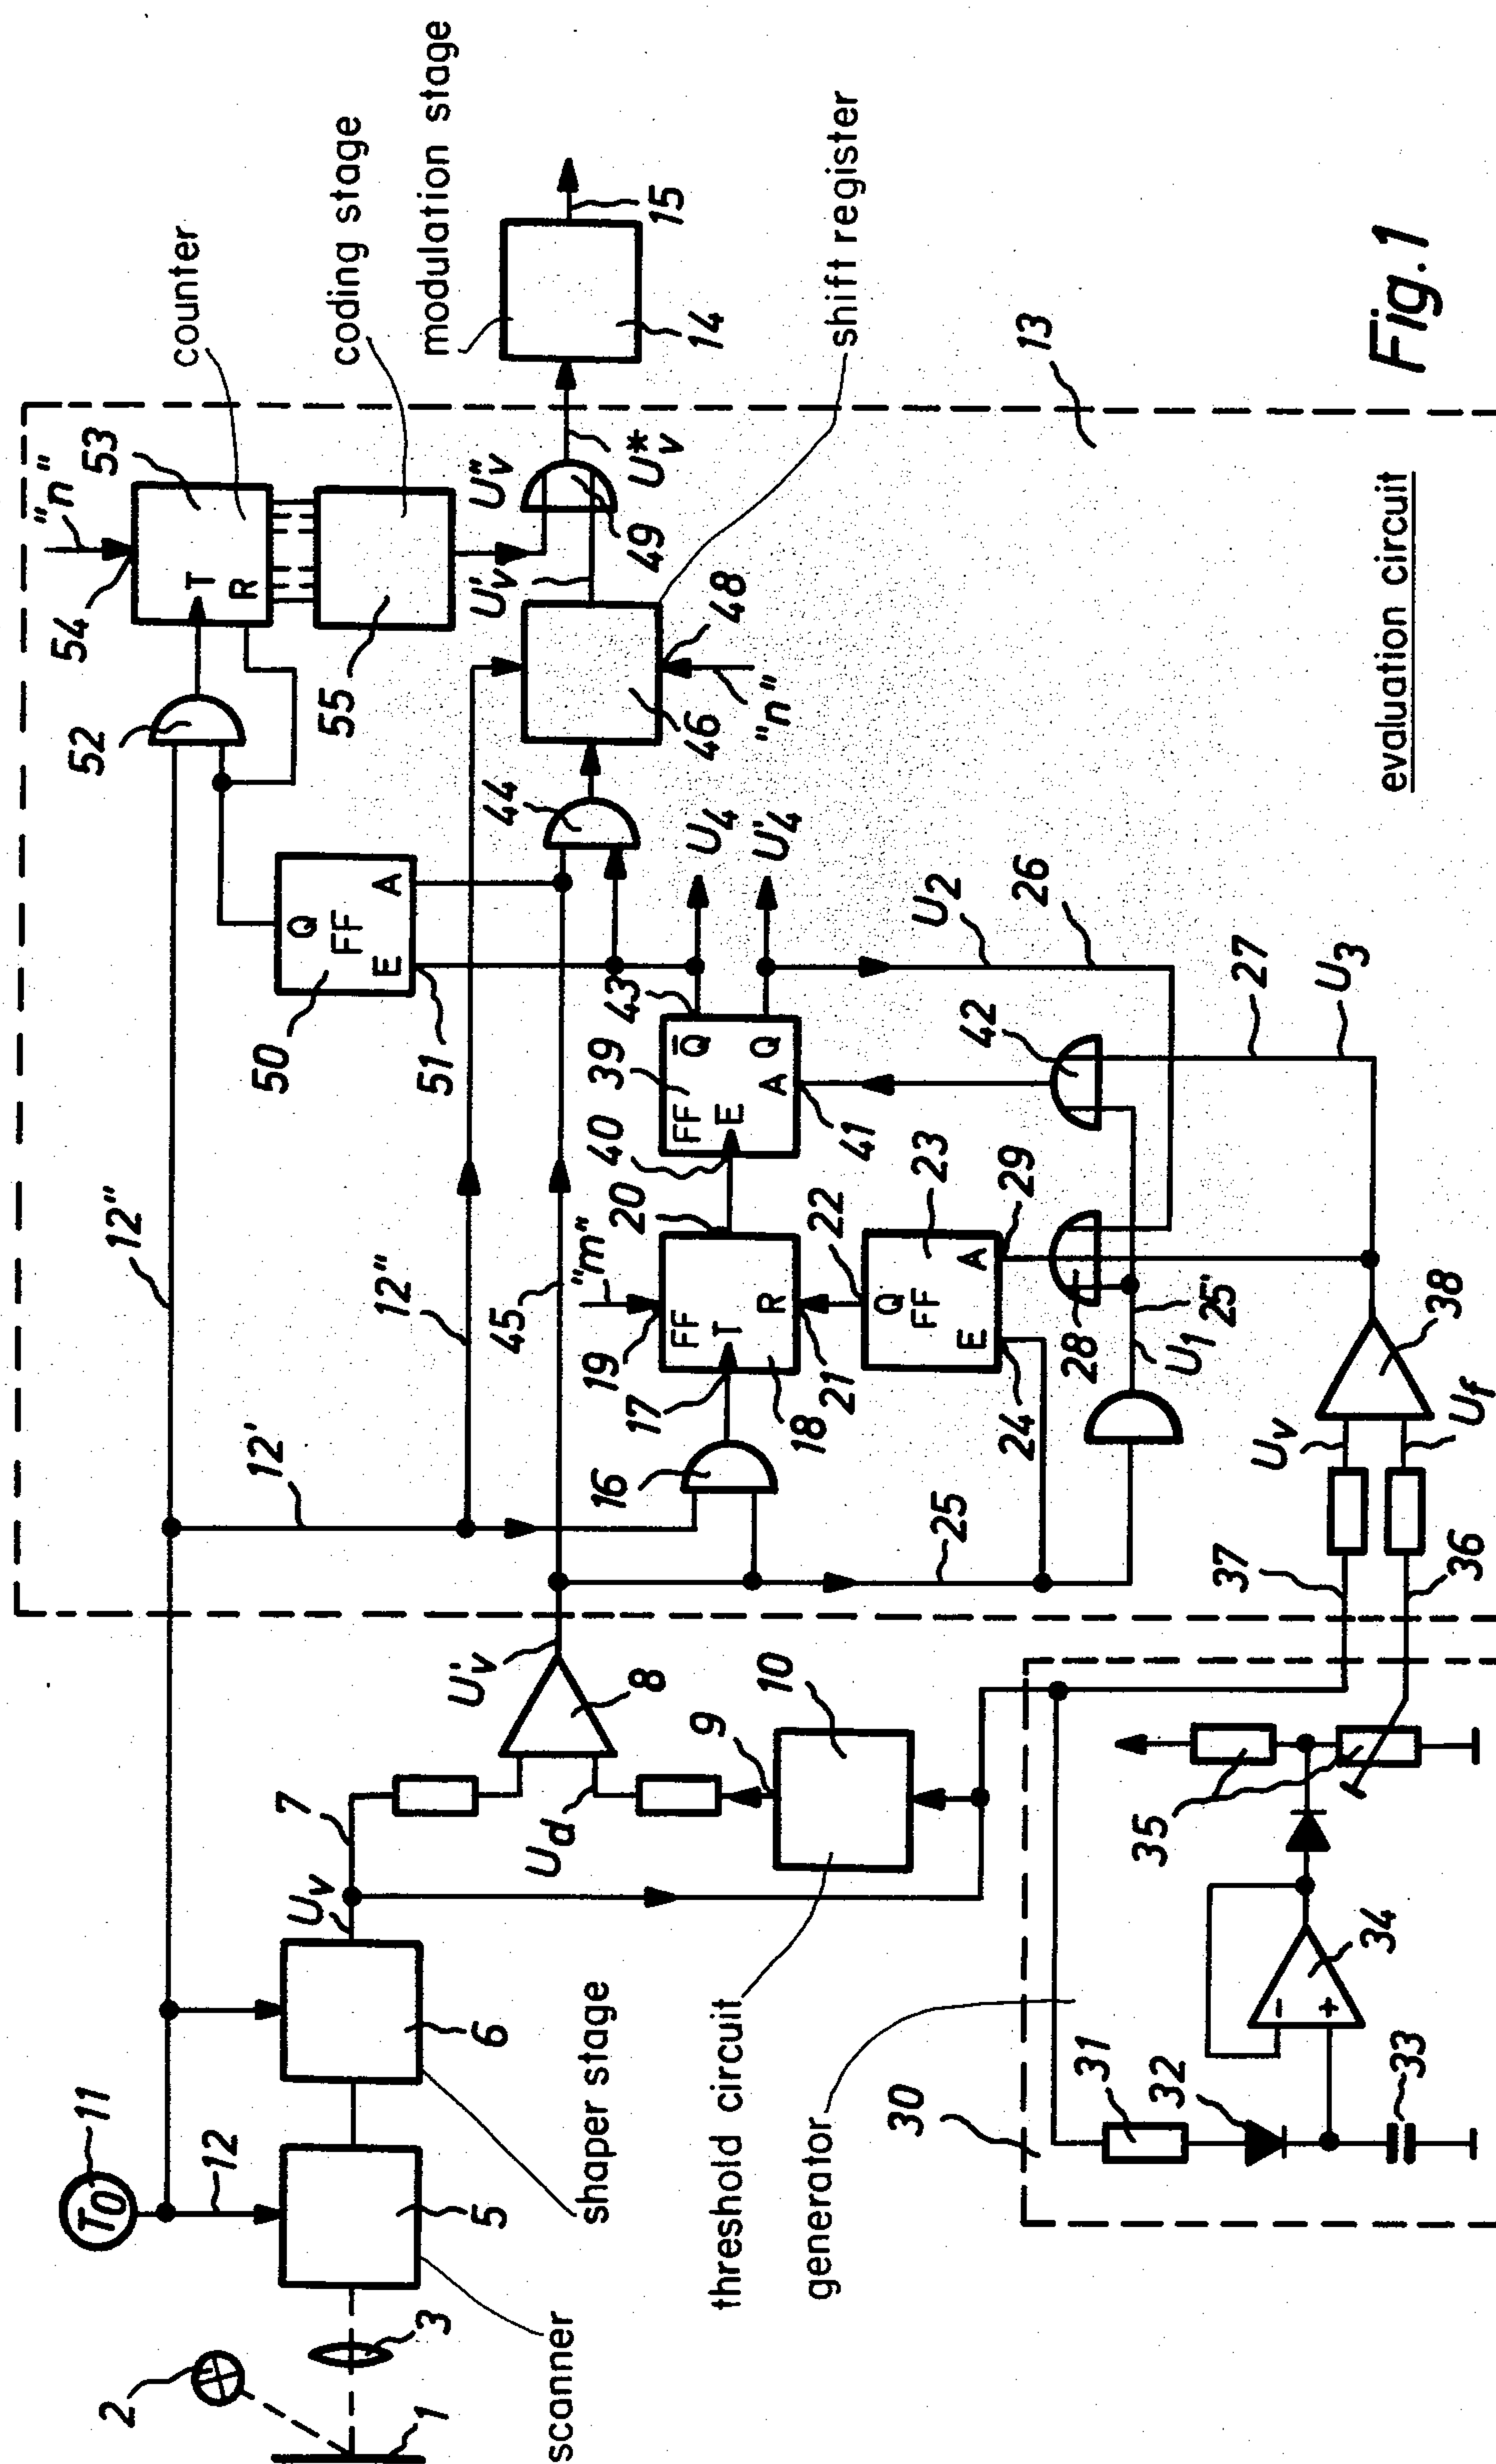 "n"
54
53
counter
T
R
52
55
coding stage
modulation stage
12"
50
Q
FF
E
A
51
U"v
U'v
49
U*v
14
15
12'
12"
45
44
46
48
"n"
shift register
43
U4
U'4
"m"
19
FF
T
R
20
40
FF
39
Q̅
E
A
Q
41
17
16
18
21
22
Q
FF
E
A
23
24
29
28
42
U2
26
27
U3
U1
25'
25
13
evaluation circuit
Fig.1
T0
11
12
5
6
scanner
shaper stage
2
1
3
Uv
7
U'v
8
Ud
9
10
threshold circuit
generator
30
31
32
33
34
-
+
35
37
36
Uv
Uf
38